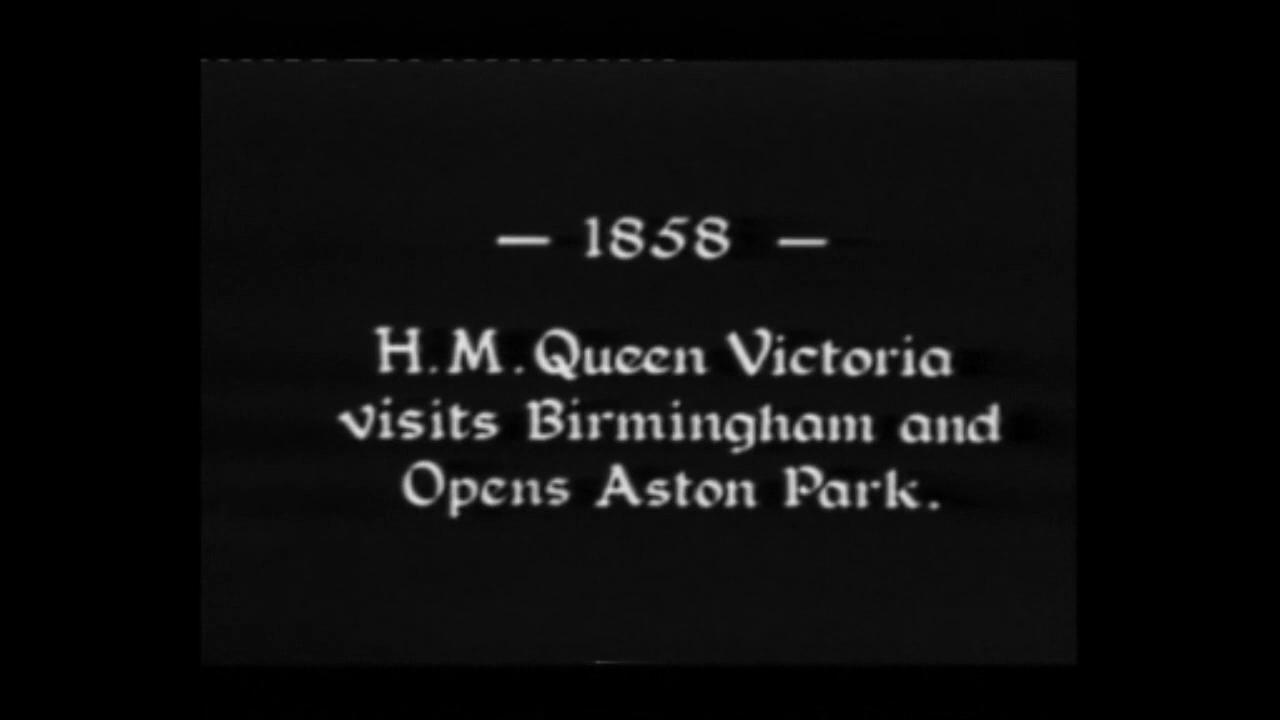 — 1858 —
H.M. Queen Victoria
visits Birmingham and
Opens Aston Park.